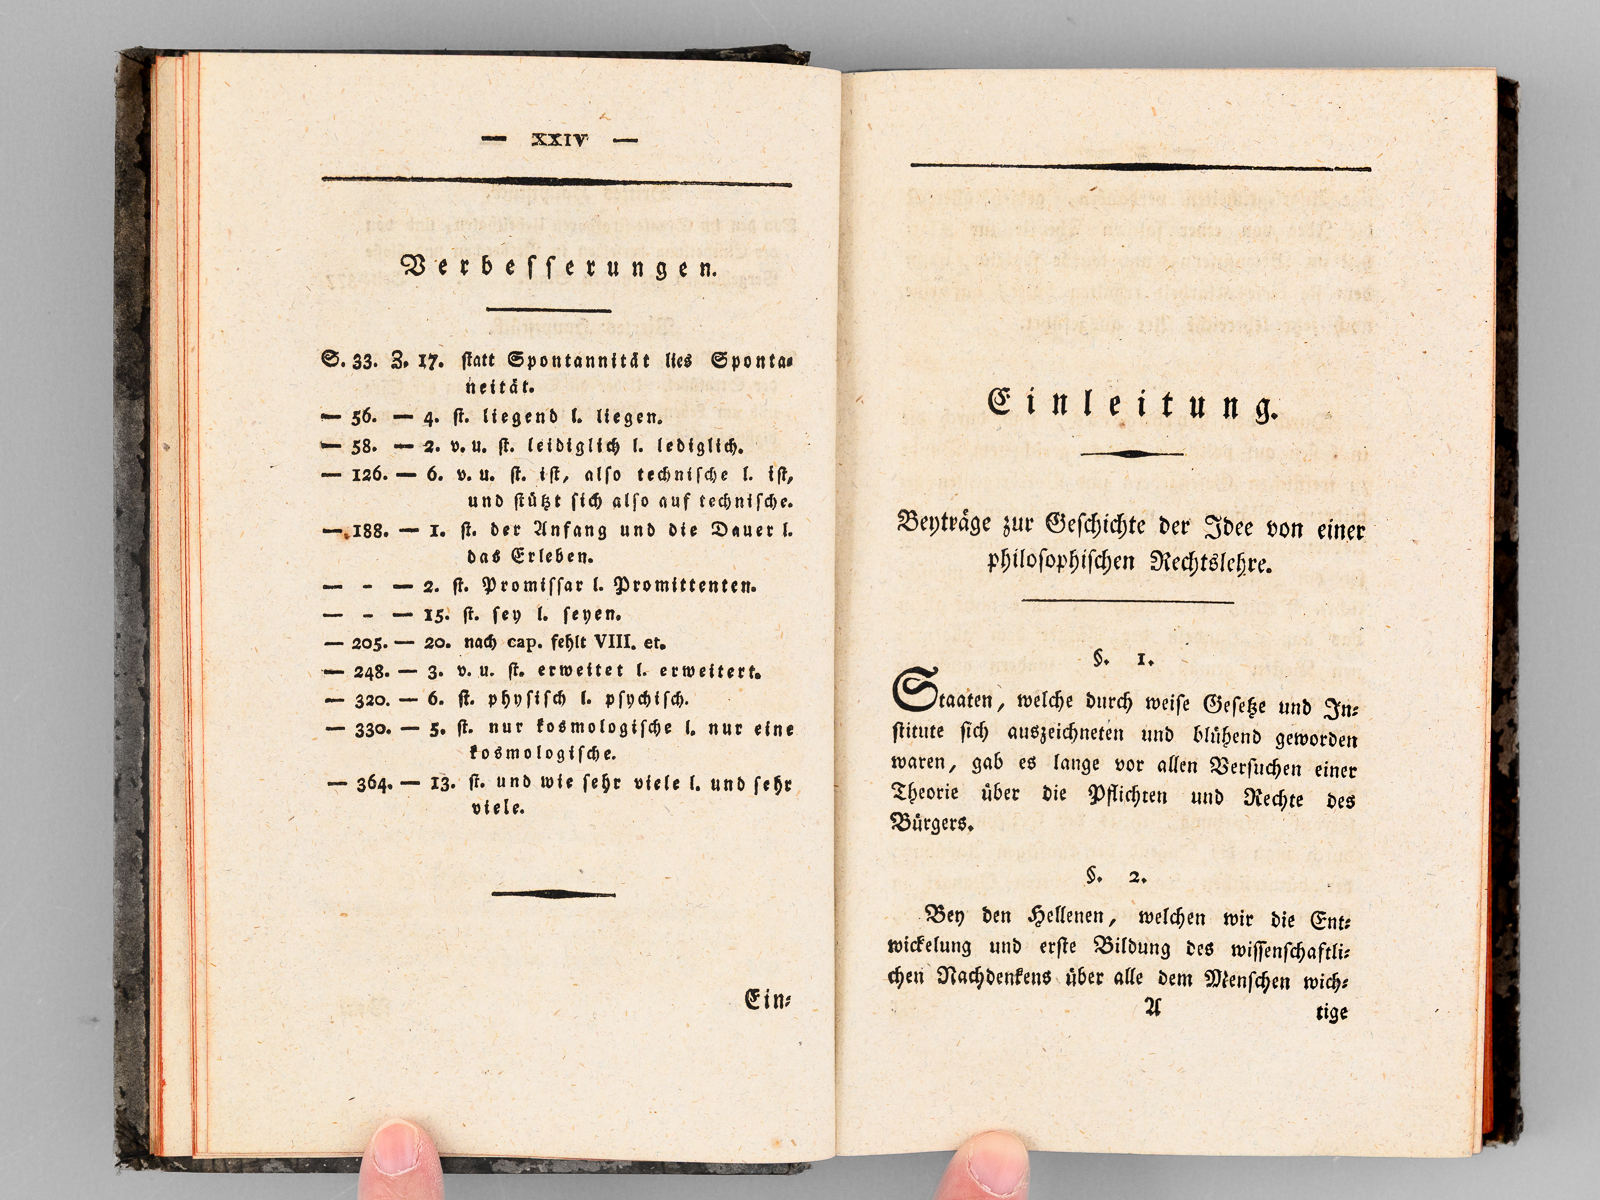 — XXIV —
Verbesserungen.
S. 33. Z. 17. statt Spontannität lies Sponta-
neität.
— 56. — 4. st. liegend l. liegen.
— 58. — 2. v. u. st. leidiglich l. lediglich.
— 126. — 6. v. u. st. ist, also technische l. ist,
und stützt sich also auf technische.
— 188. — 1. st. der Anfang und die Dauer l.
das Erleben.
— - — 2. st. Promissar l. Promittenten.
— - — 15. st. sey l. seyen.
— 205. — 20. nach cap. fehlt VIII. et.
— 248. — 3. v. u. st. erweitet l. erweitert.
— 320. — 6. st. physisch l. psychisch.
— 330. — 5. st. nur kosmologische l. nur eine
kosmologische.
— 364. — 13. st. und wie sehr viele l. und sehr
viele.
Ein-
Einleitung.
Beyträge zur Geschichte der Idee von einer
philosophischen Rechtslehre.
§. 1.
Staaten, welche durch weise Gesetze und In-
stitute sich auszeichneten und blühend geworden
waren, gab es lange vor allen Versuchen einer
Theorie über die Pflichten und Rechte des
Bürgers.
§. 2.
Bey den Hellenen, welchen wir die Ent-
wickelung und erste Bildung des wissenschaftli-
chen Nachdenkens über alle dem Menschen wich-
A tige